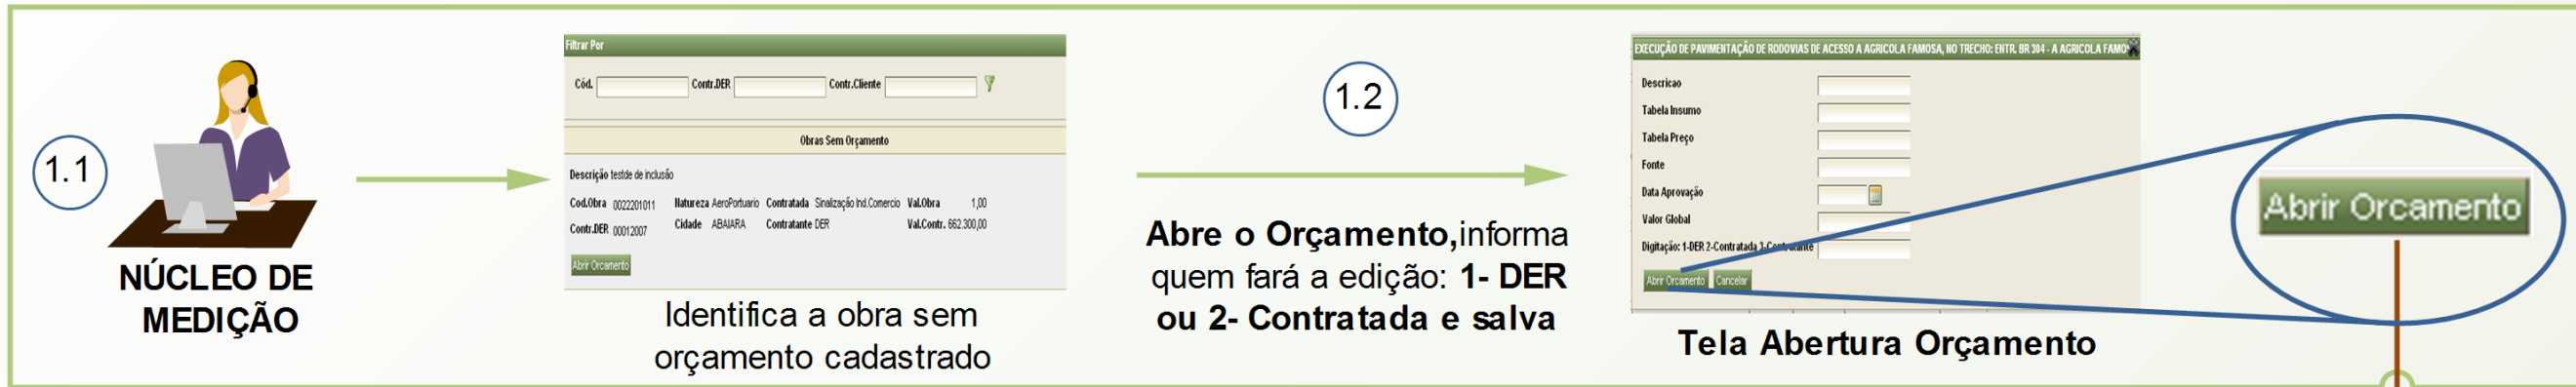 1.1
NÚCLEO DE
MEDIÇÃO
Filtrar Por
Cód. Contr.DER Contr.Cliente
Obras Sem Orçamento
Descrição testde de inclusão
Cod.Obra 0022201011 Natureza AeroPortuario Contratada Sinalização Ind.Comercio Val.Obra 1,00
Contr.DER 00012007 Cidade ABAIARA Contratante DER Val.Contr. 662.300,00
Abrir Orcamento
Identifica a obra sem
orçamento cadastrado
1.2
Abre o Orçamento,informa
quem fará a edição: 1- DER
ou 2- Contratada e salva
EXECUÇÃO DE PAVIMENTAÇÃO DE RODOVIAS DE ACESSO A AGRICOLA FAMOSA, NO TRECHO: ENTR. BR 304 - A AGRICOLA FAMO
Descricao
Tabela Insumo
Tabela Preço
Fonte
Data Aprovação
Valor Global
Digitação: 1-DER 2-Contratada 3-Contratante
Abrir Orcamento Cancelar
Tela Abertura Orçamento
Abrir Orcamento